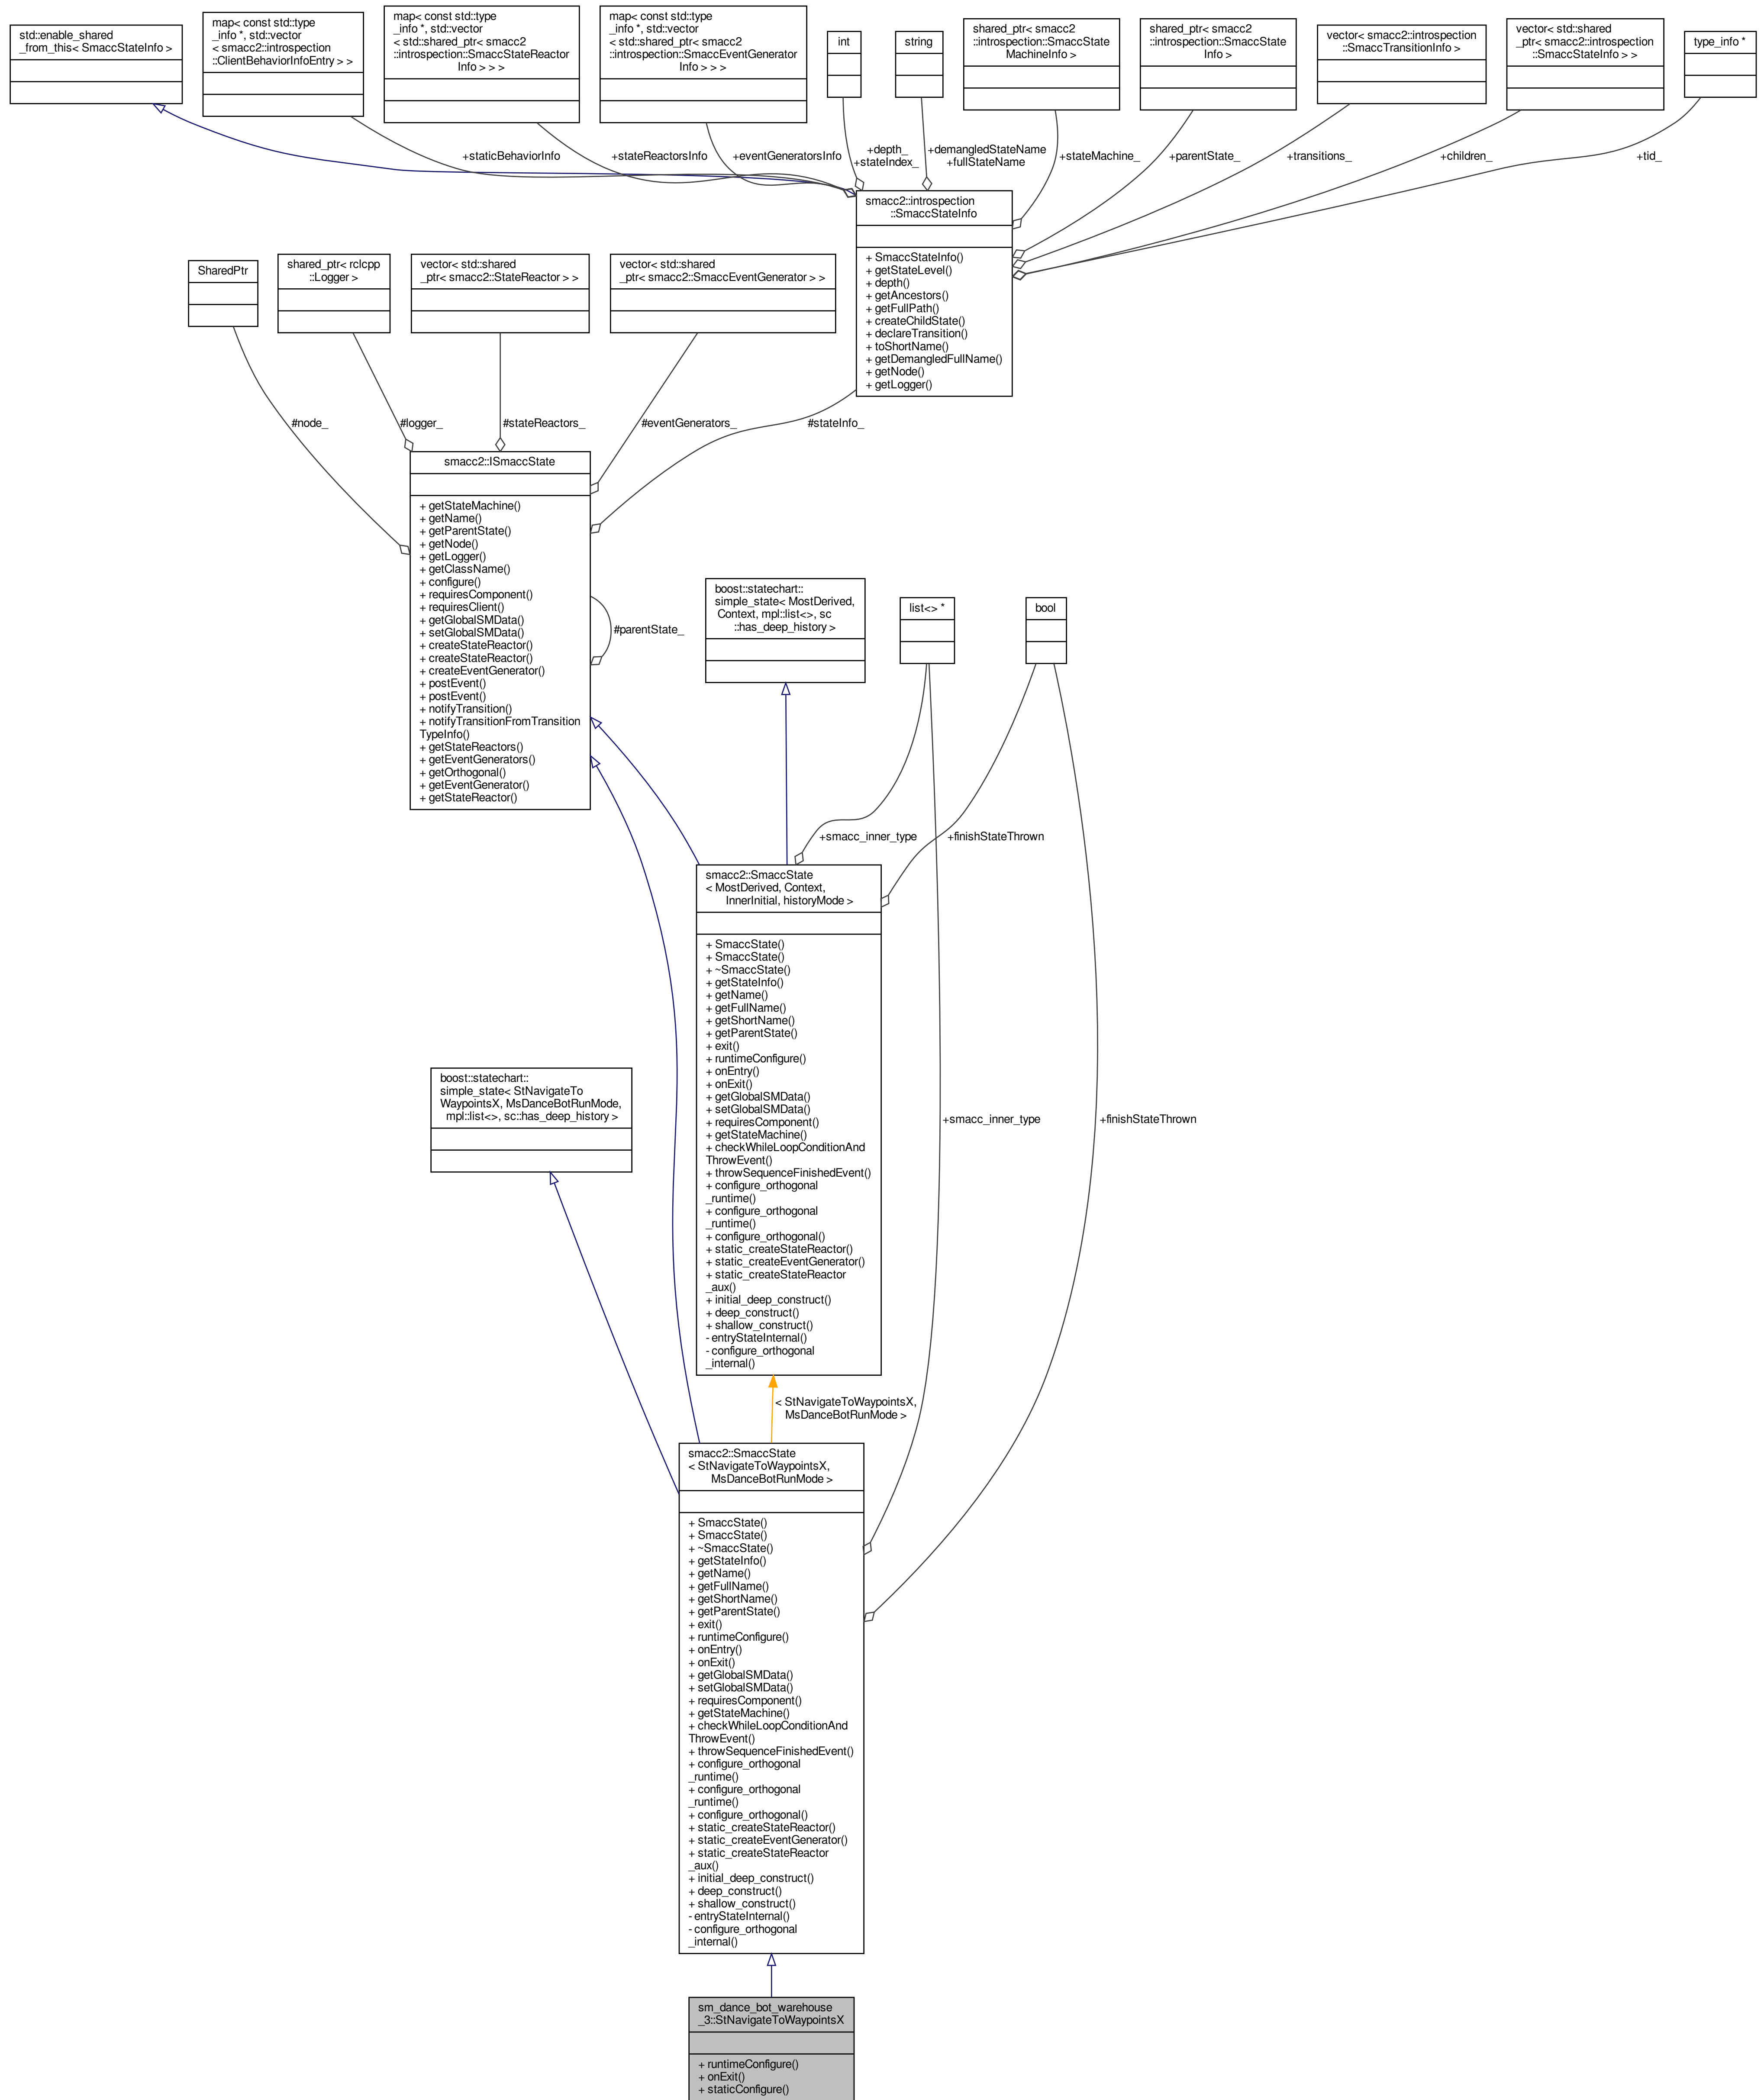 std::enable_shared
_from_this< SmaccStateInfo >
map< const std::type
_info *, std::vector
< smacc2::introspection
::ClientBehaviorInfoEntry > >
map< const std::type
_info *, std::vector
< std::shared_ptr< smacc2
::introspection::SmaccStateReactor
Info > > >
map< const std::type
_info *, std::vector
< std::shared_ptr< smacc2
::introspection::SmaccEventGenerator
Info > > >
int
string
shared_ptr< smacc2
::introspection::SmaccState
MachineInfo >
shared_ptr< smacc2
::introspection::SmaccState
Info >
vector< smacc2::introspection
::SmaccTransitionInfo >
vector< std::shared
_ptr< smacc2::introspection
::SmaccStateInfo > >
type_info *
+staticBehaviorInfo
+stateReactorsInfo
+eventGeneratorsInfo
+depth_
+stateIndex_
+demangledStateName
+fullStateName
+stateMachine_
+parentState_
+transitions_
+children_
+tid_
smacc2::introspection
::SmaccStateInfo
+ SmaccStateInfo()
+ getStateLevel()
+ depth()
+ getAncestors()
+ getFullPath()
+ createChildState()
+ declareTransition()
+ toShortName()
+ getDemangledFullName()
+ getNode()
+ getLogger()
SharedPtr
shared_ptr< rclcpp
::Logger >
vector< std::shared
_ptr< smacc2::StateReactor > >
vector< std::shared
_ptr< smacc2::SmaccEventGenerator > >
#node_
#logger_
#stateReactors_
#eventGenerators_
#stateInfo_
smacc2::ISmaccState
+ getStateMachine()
+ getName()
+ getParentState()
+ getNode()
+ getLogger()
+ getClassName()
+ configure()
+ requiresComponent()
+ requiresClient()
+ getGlobalSMData()
+ setGlobalSMData()
+ createStateReactor()
+ createStateReactor()
+ createEventGenerator()
+ postEvent()
+ postEvent()
+ notifyTransition()
+ notifyTransitionFromTransition
TypeInfo()
+ getStateReactors()
+ getEventGenerators()
+ getOrthogonal()
+ getEventGenerator()
+ getStateReactor()
#parentState_
boost::statechart::
simple_state< MostDerived,
Context, mpl::list<>, sc
::has_deep_history >
list<> *
bool
+smacc_inner_type
+finishStateThrown
smacc2::SmaccState
< MostDerived, Context,
InnerInitial, historyMode >
+ SmaccState()
+ SmaccState()
+ ~SmaccState()
+ getStateInfo()
+ getName()
+ getFullName()
+ getShortName()
+ getParentState()
+ exit()
+ runtimeConfigure()
+ onEntry()
+ onExit()
+ getGlobalSMData()
+ setGlobalSMData()
+ requiresComponent()
+ getStateMachine()
+ checkWhileLoopConditionAnd
ThrowEvent()
+ throwSequenceFinishedEvent()
+ configure_orthogonal
_runtime()
+ configure_orthogonal
_runtime()
+ configure_orthogonal()
+ static_createStateReactor()
+ static_createEventGenerator()
+ static_createStateReactor
_aux()
+ initial_deep_construct()
+ deep_construct()
+ shallow_construct()
- entryStateInternal()
- configure_orthogonal
_internal()
boost::statechart::
simple_state< StNavigateTo
WaypointsX, MsDanceBotRunMode,
mpl::list<>, sc::has_deep_history >
+smacc_inner_type
+finishStateThrown
< StNavigateToWaypointsX,
MsDanceBotRunMode >
smacc2::SmaccState
< StNavigateToWaypointsX,
MsDanceBotRunMode >
+ SmaccState()
+ SmaccState()
+ ~SmaccState()
+ getStateInfo()
+ getName()
+ getFullName()
+ getShortName()
+ getParentState()
+ exit()
+ runtimeConfigure()
+ onEntry()
+ onExit()
+ getGlobalSMData()
+ setGlobalSMData()
+ requiresComponent()
+ getStateMachine()
+ checkWhileLoopConditionAnd
ThrowEvent()
+ throwSequenceFinishedEvent()
+ configure_orthogonal
_runtime()
+ configure_orthogonal
_runtime()
+ configure_orthogonal()
+ static_createStateReactor()
+ static_createEventGenerator()
+ static_createStateReactor
_aux()
+ initial_deep_construct()
+ deep_construct()
+ shallow_construct()
- entryStateInternal()
- configure_orthogonal
_internal()
sm_dance_bot_warehouse
_3::StNavigateToWaypointsX
+ runtimeConfigure()
+ onExit()
+ staticConfigure()